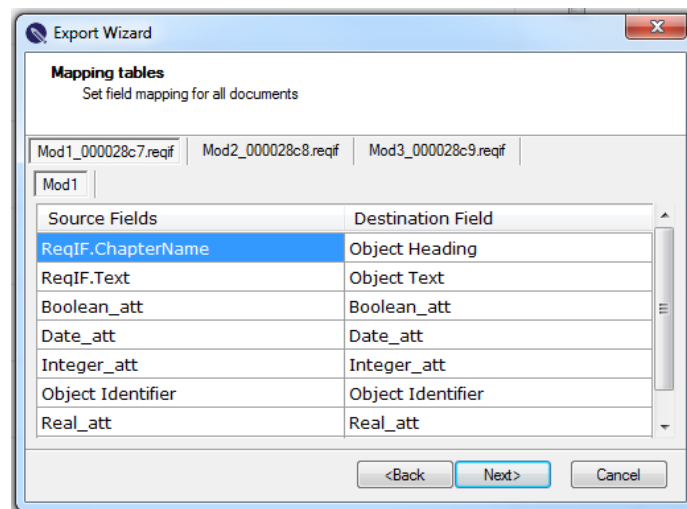 Export Wizard
Mapping tables
Set field mapping for all documents
Mod1_000028c7.reqif Mod2_000028c8.reqif Mod3_000028c9.reqif
Mod1
Source Fields Destination Field
ReqIF.ChapterName Object Heading
ReqIF.Text Object Text
Boolean_att Boolean_att
Date_att Date_att
Integer_att Integer_att
Object Identifier Object Identifier
Real_att Real_att
<Back Next> Cancel